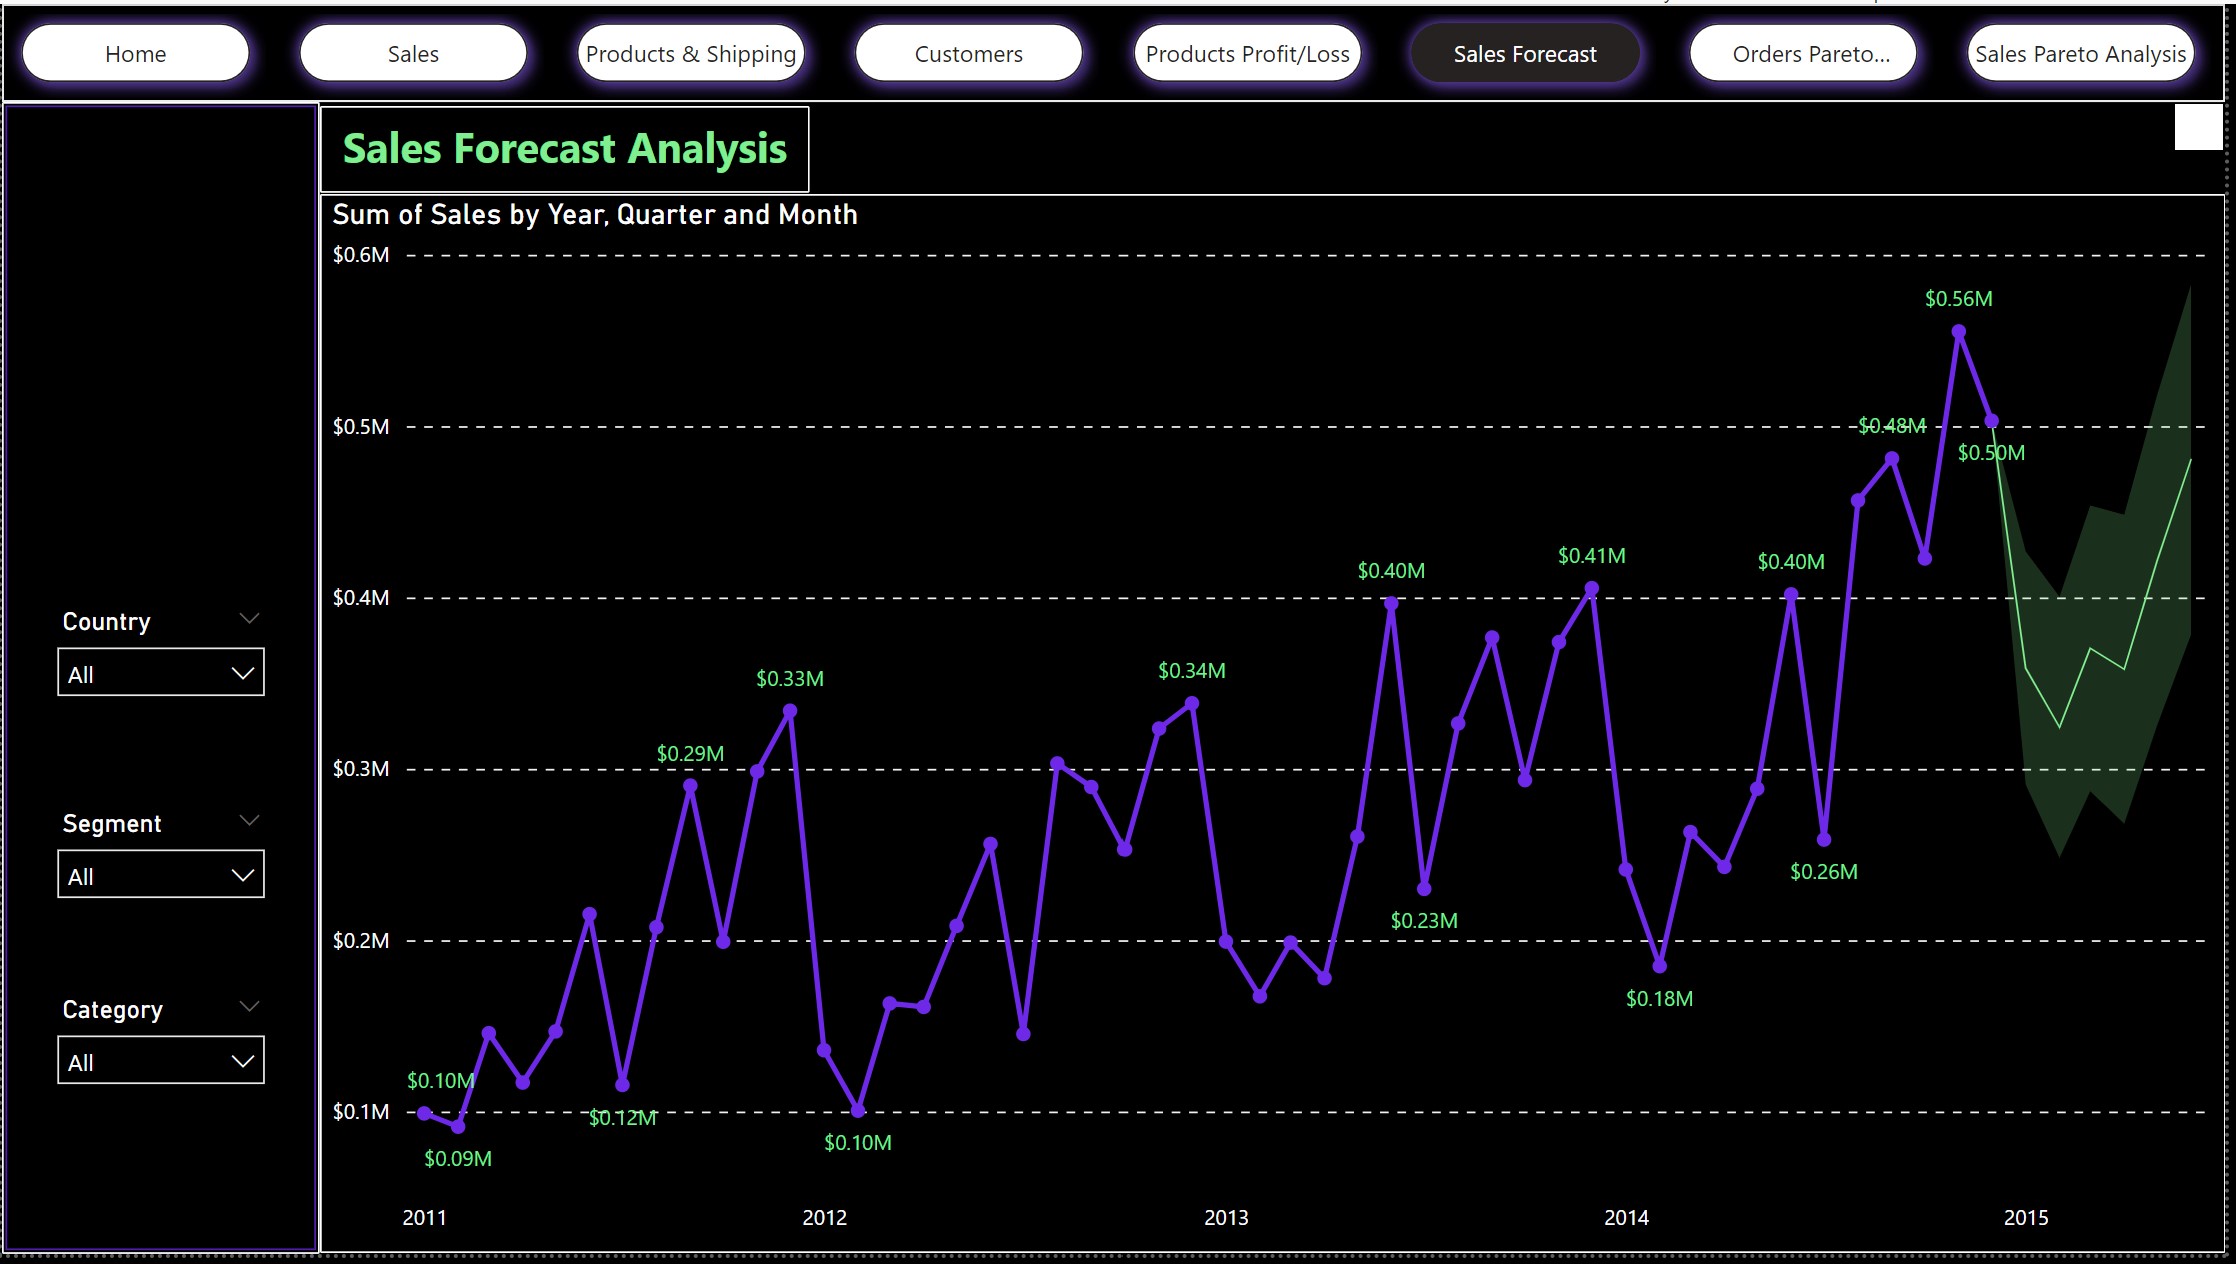 Home
Sales
Products & Shipping
Customers
Products Profit/Loss
Sales Forecast
Orders Pareto...
Sales Pareto Analysis
Sales Forecast Analysis
Sum of Sales by Year, Quarter and Month
Country
All
Segment
All
Category
All
$0.6M
$0.5M
$0.4M
$0.3M
$0.2M
$0.1M
$0.10M
$0.09M
$0.12M
$0.29M
$0.33M
$0.10M
$0.34M
$0.40M
$0.23M
$0.41M
$0.18M
$0.40M
$0.26M
$0.48M
$0.56M
$0.50M
2011
2012
2013
2014
2015